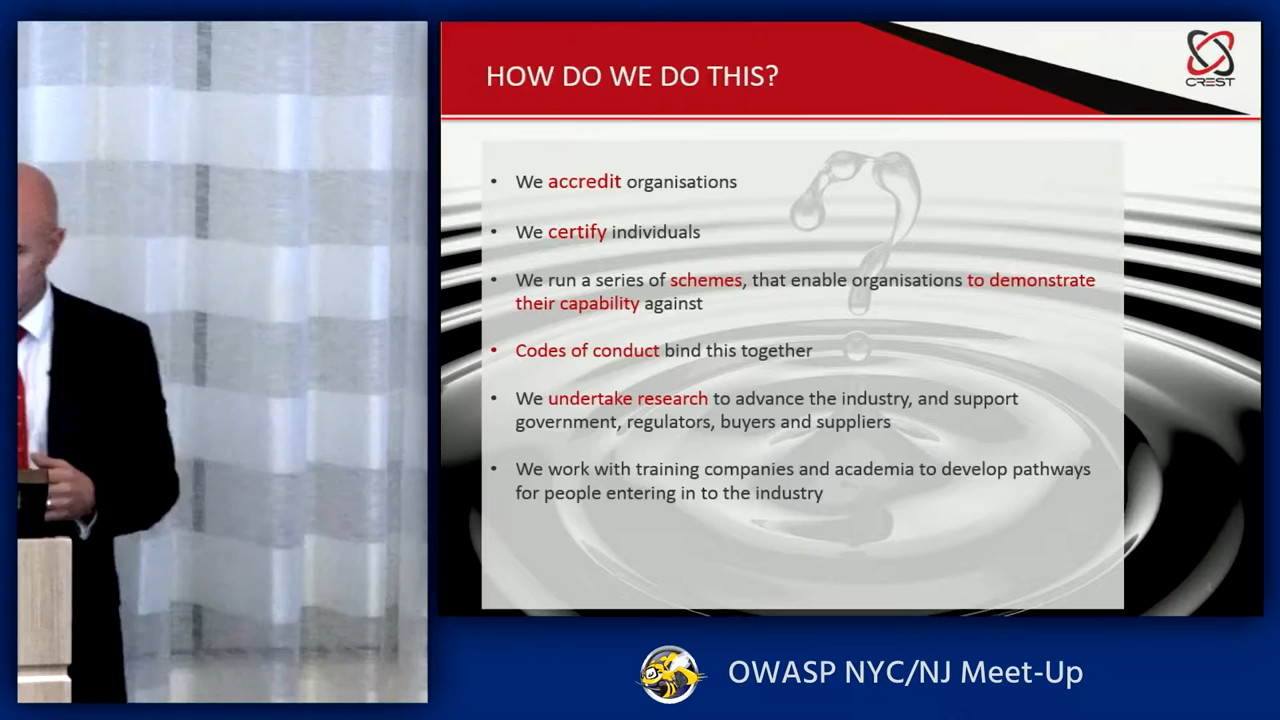 HOW DO WE DO THIS?
CREST
• We accredit organisations
• We certify individuals
• We run a series of schemes, that enable organisations to demonstrate
their capability against
• Codes of conduct bind this together
• We undertake research to advance the industry, and support
government, regulators, buyers and suppliers
• We work with training companies and academia to develop pathways
for people entering in to the industry
OWASP NYC/NJ Meet-Up